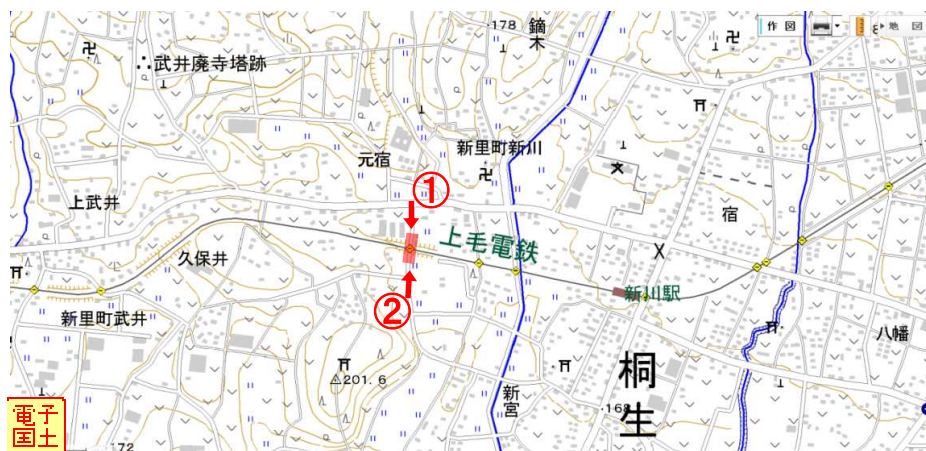 ・178
鏑木
作 図
地 図
∴武井廃寺塔跡
元宿
新里町新川
①
上武井
宿
上毛電鉄
久保井
新川駅
②
新里町武井
八幡
△201.6
桐生
新宮
・168
電子国土
172